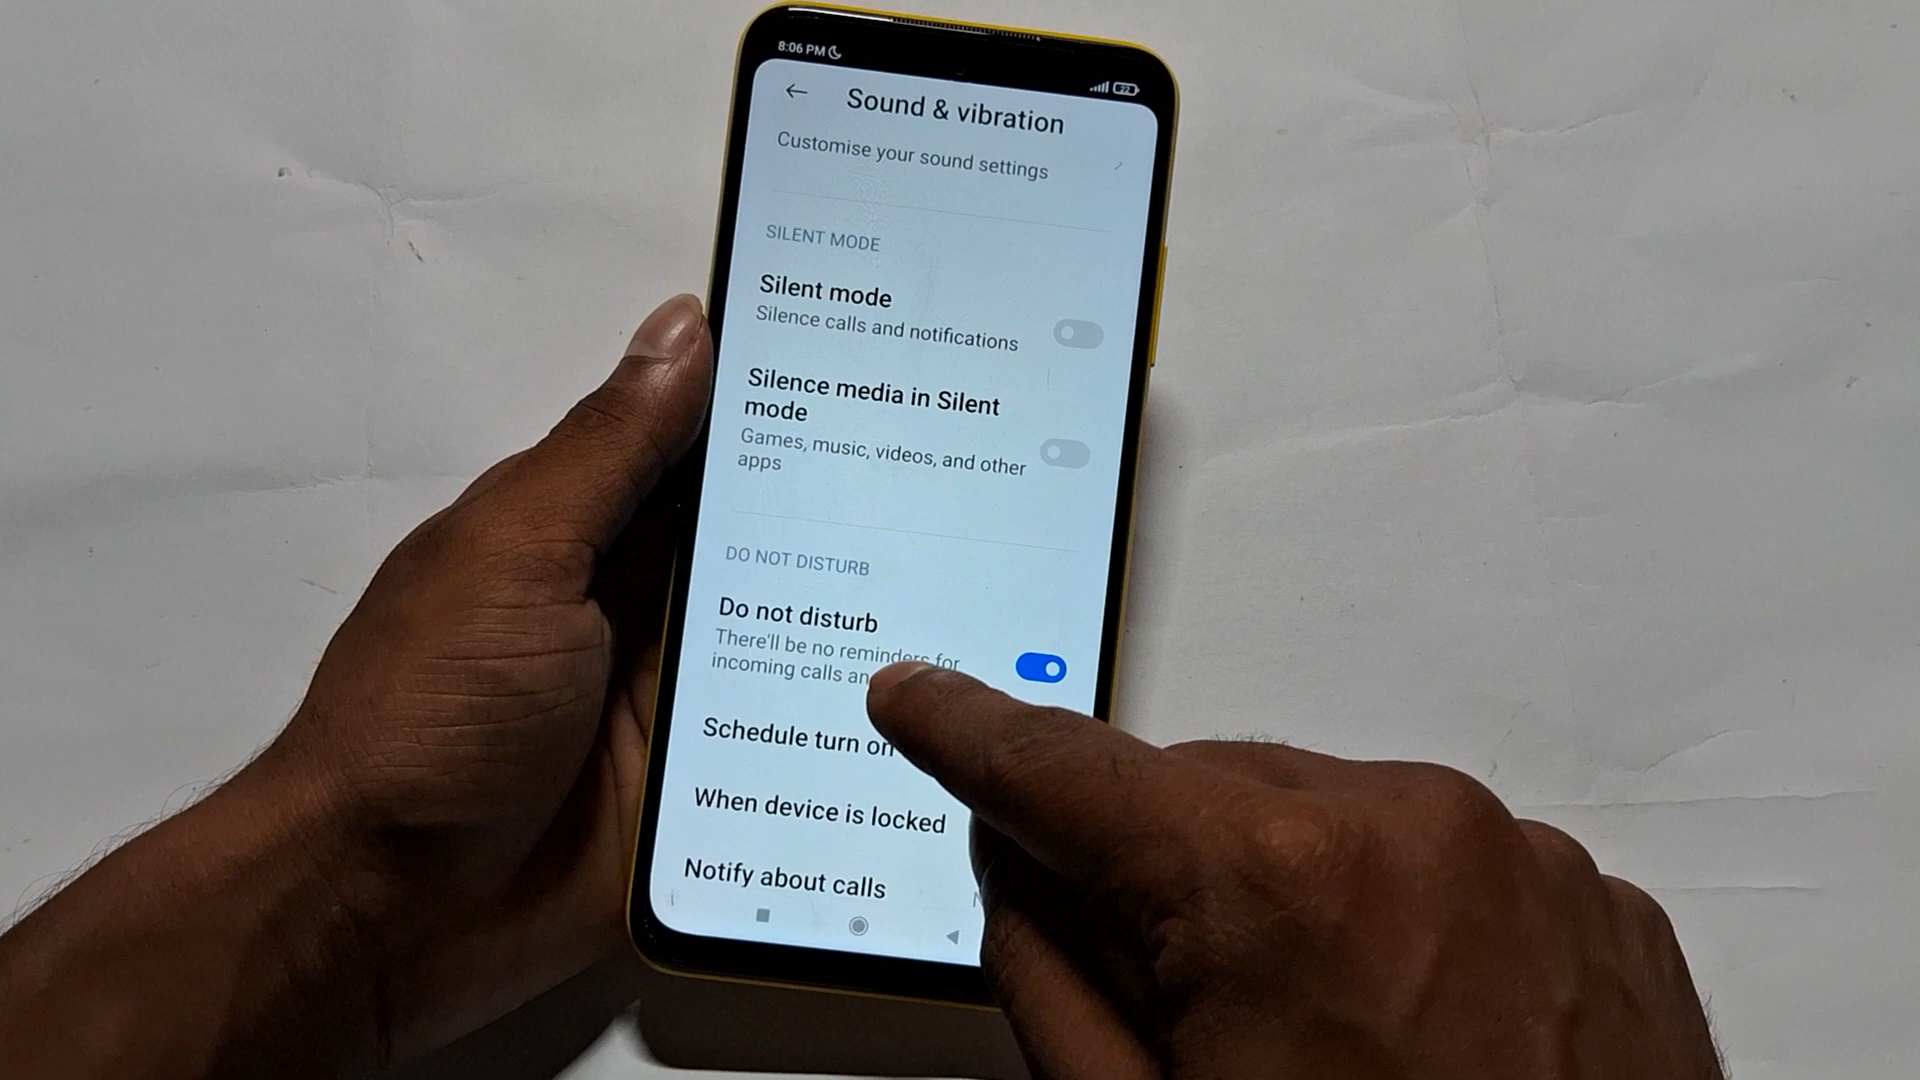 8:06 PM
22
Sound & vibration
Customise your sound settings
SILENT MODE
Silent mode
Silence calls and notifications
Silence media in Silent
mode
Games, music, videos, and other
apps
DO NOT DISTURB
Do not disturb
There'll be no reminders for
incoming calls an
Schedule turn on
When device is locked
Notify about calls